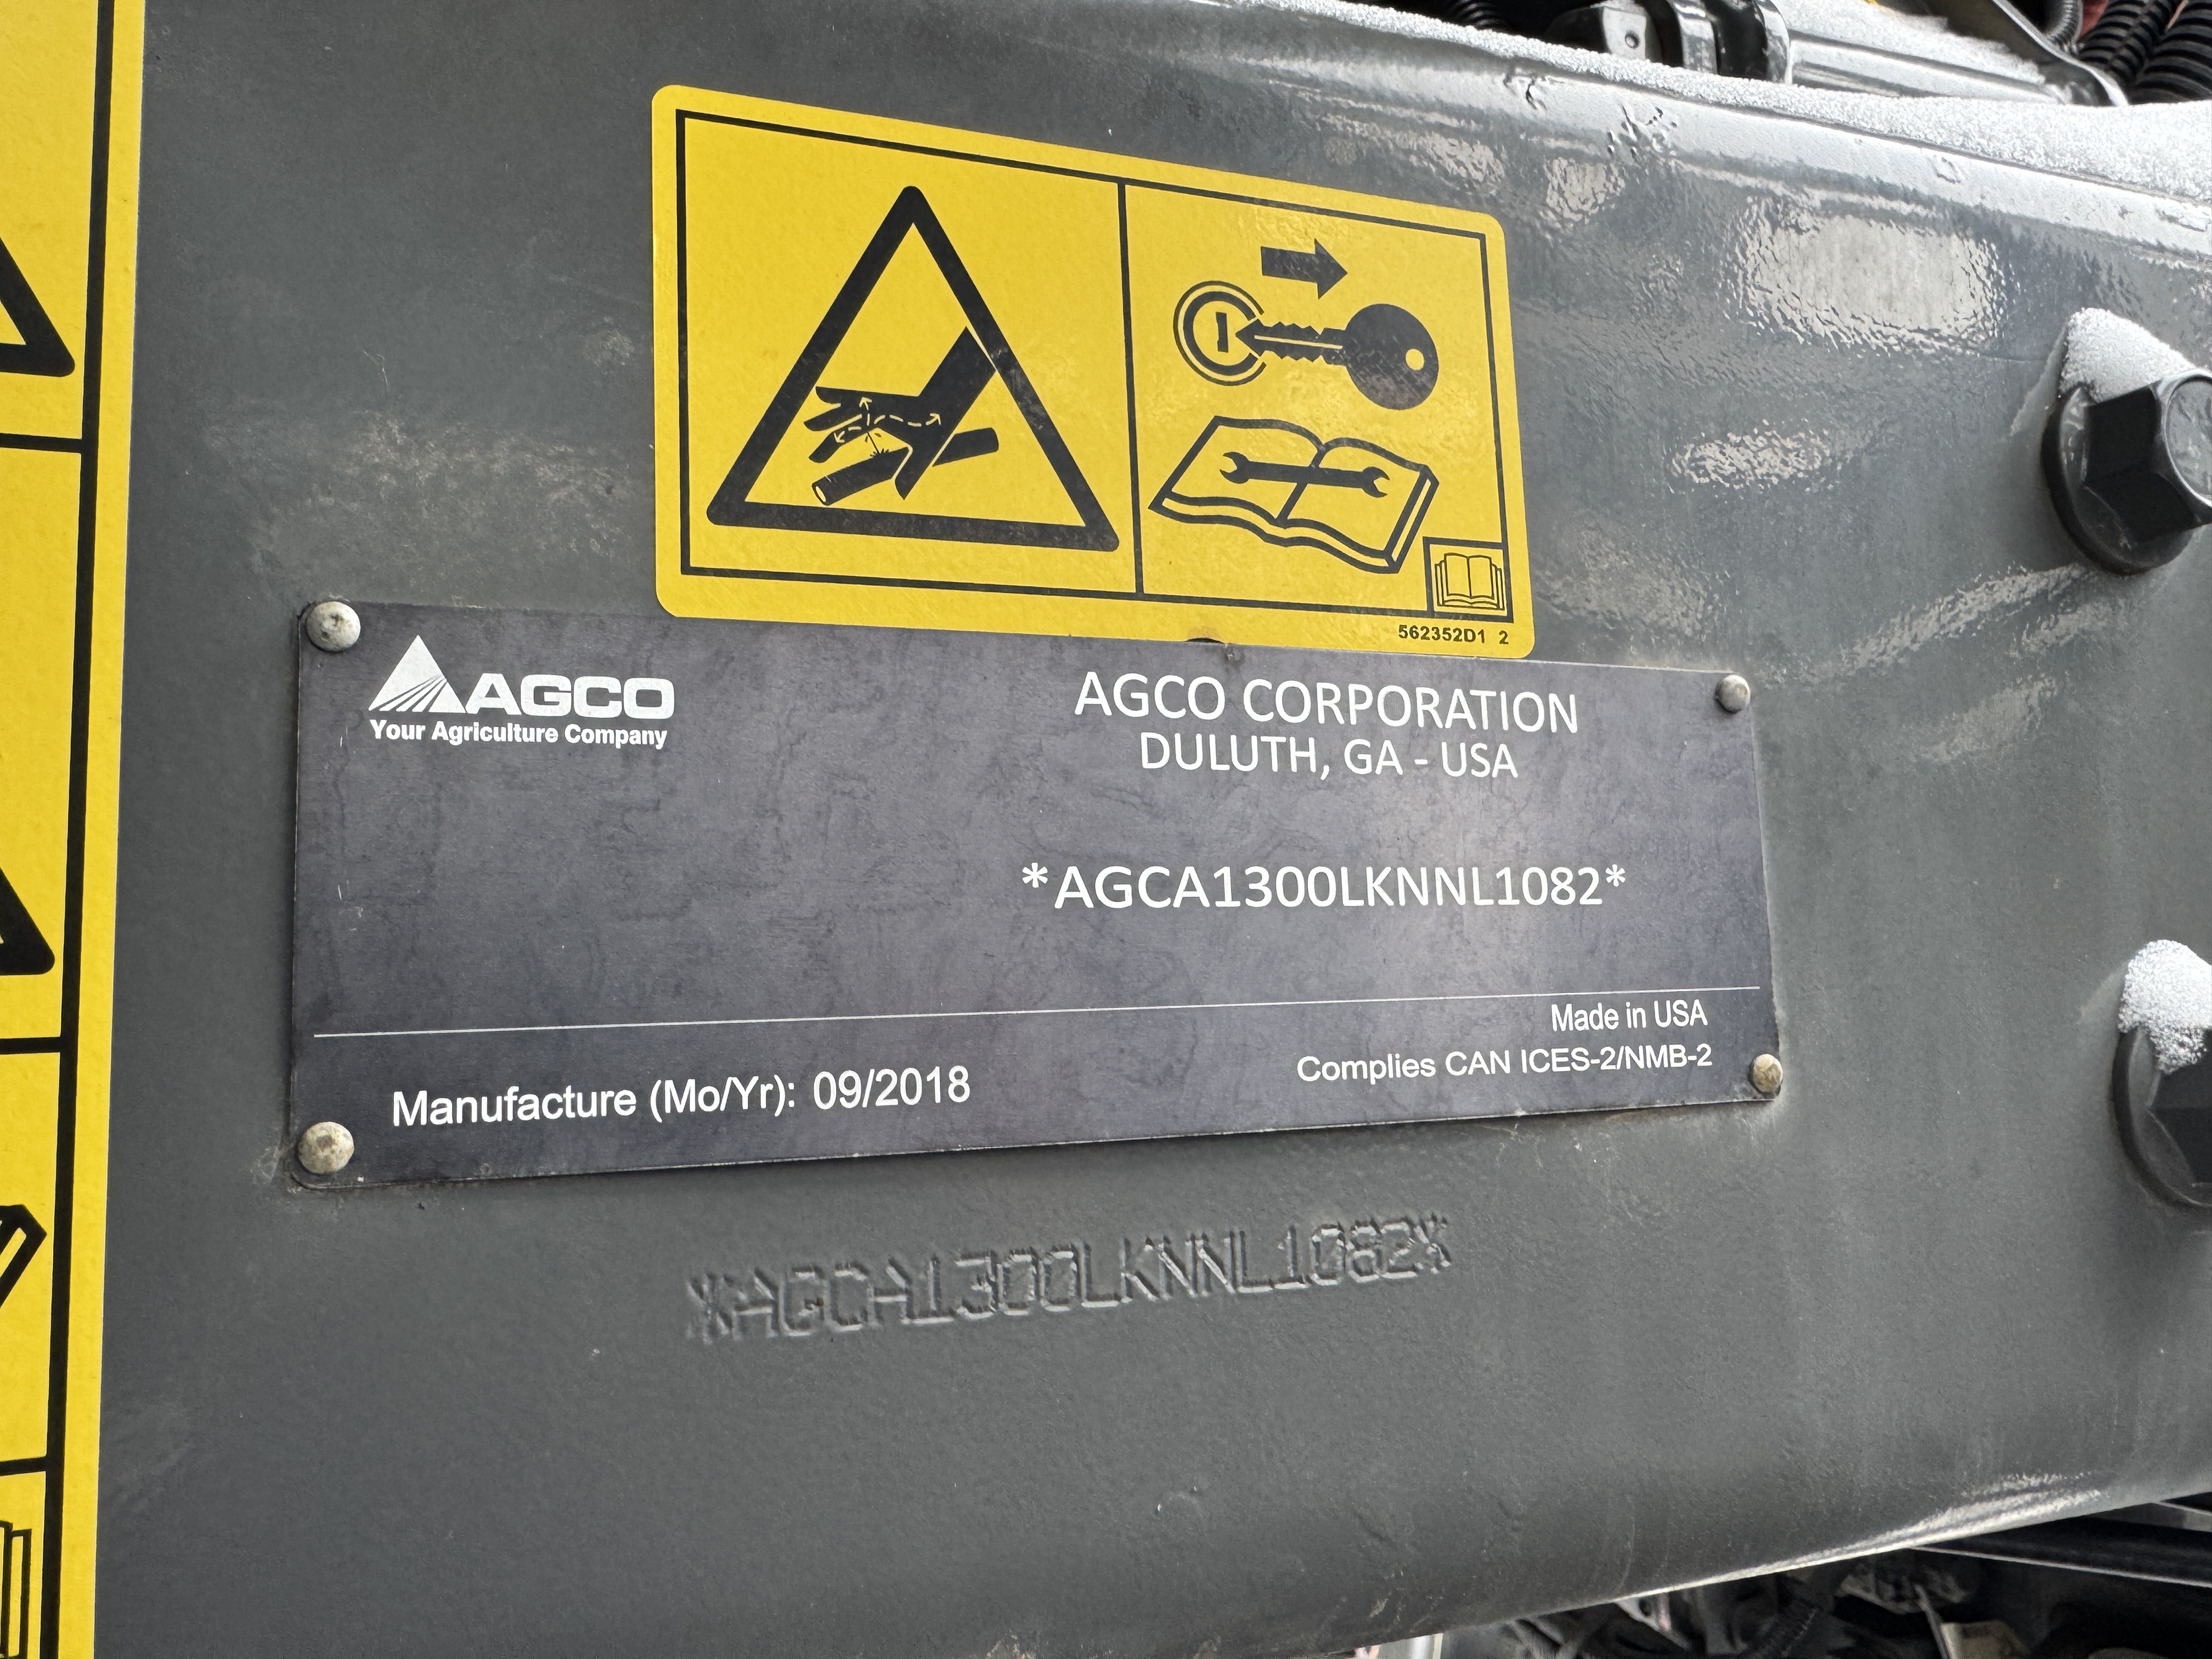 562352D1 2
AGCO
Your Agriculture Company
AGCO CORPORATION
DULUTH, GA - USA
*AGCA1300LKNNL1082*
Made in USA
Complies CAN ICES-2/NMB-2
Manufacture (Mo/Yr): 09/2018
*AGCA1300LKNNL1082*